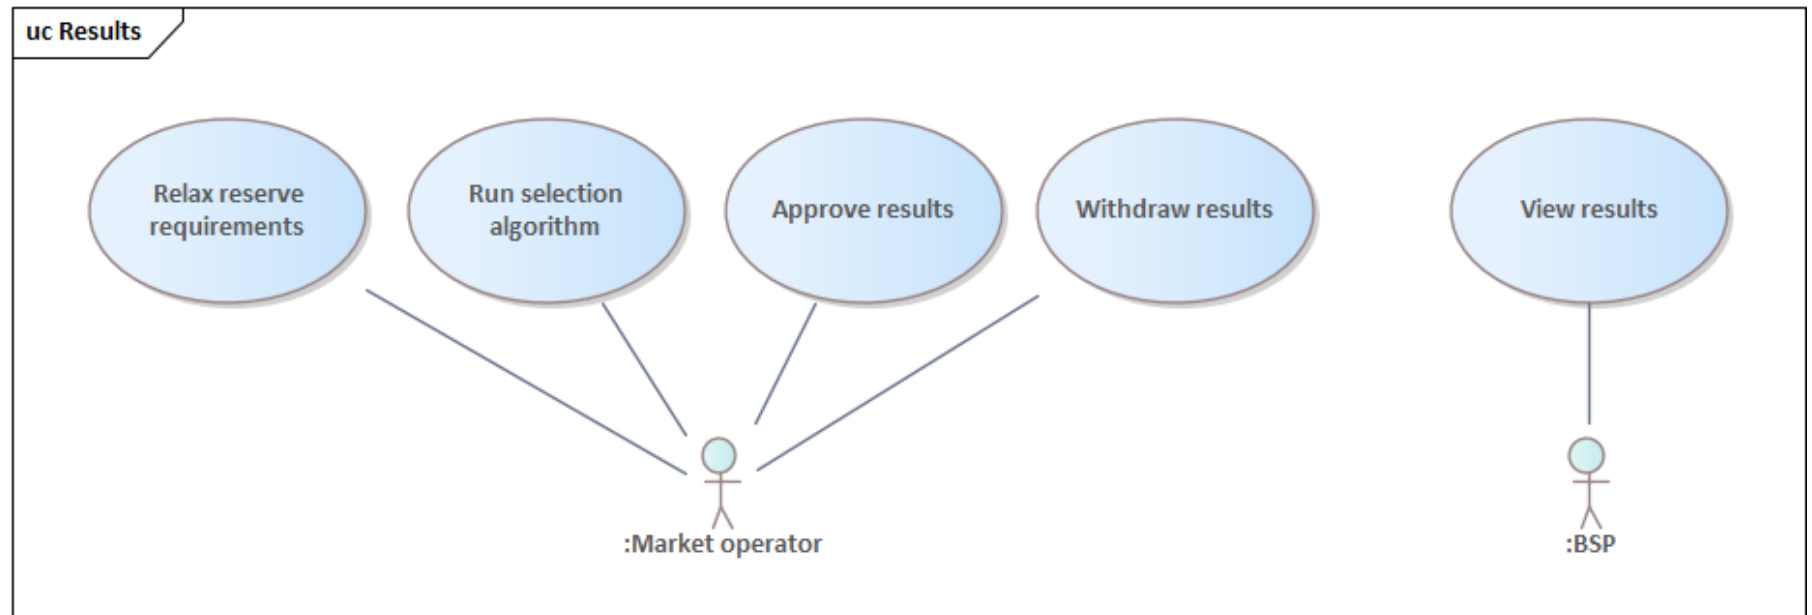 uc Results
Relax reserve
requirements
Run selection
algorithm
Approve results
Withdraw results
View results
:Market operator
:BSP